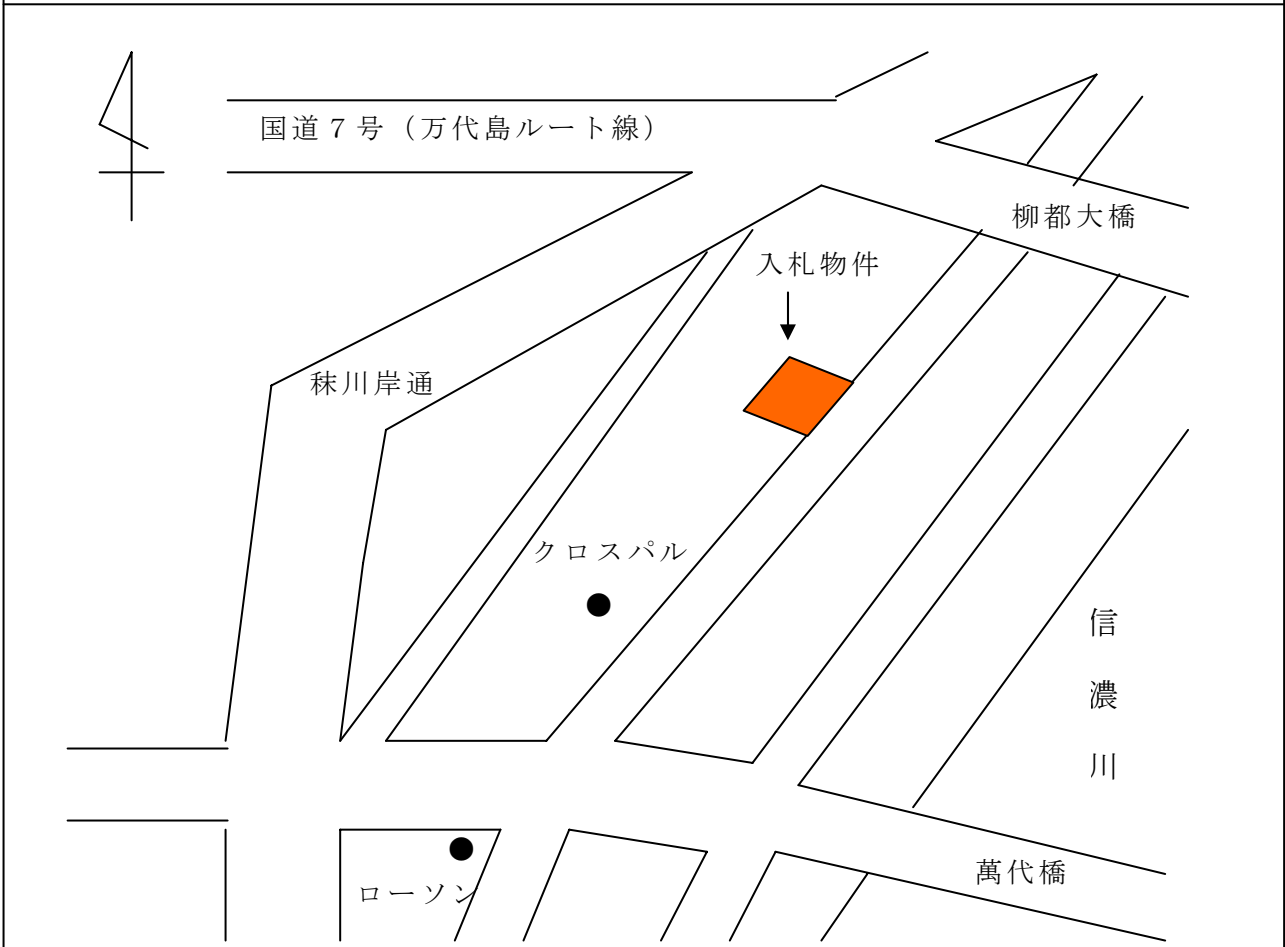 国道７号（万代島ルート線）
柳都大橋
入札物件
秣川岸通
クロスパル
信濃川
萬代橋
ローソン